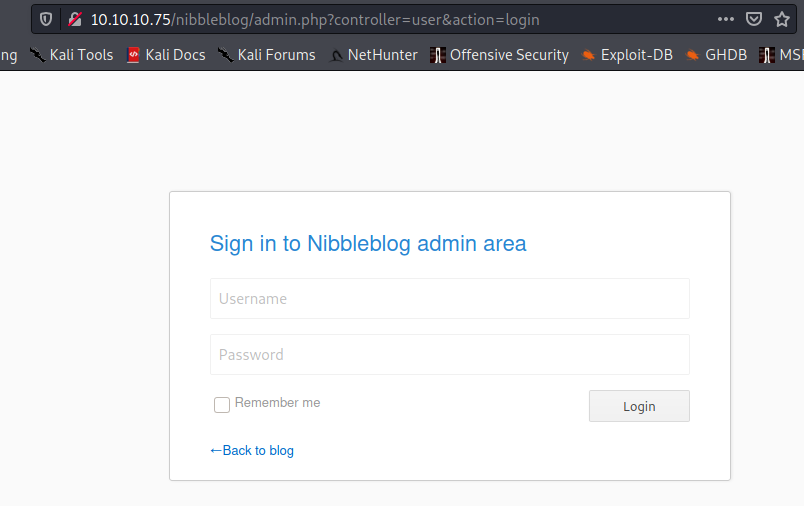 10.10.10.75/nibbleblog/admin.php?controller=user&action=login
ng Kali Tools Kali Docs Kali Forums NetHunter Offensive Security Exploit-DB GHDB MSF
Sign in to Nibbleblog admin area
Username
Password
Remember me
Login
←Back to blog